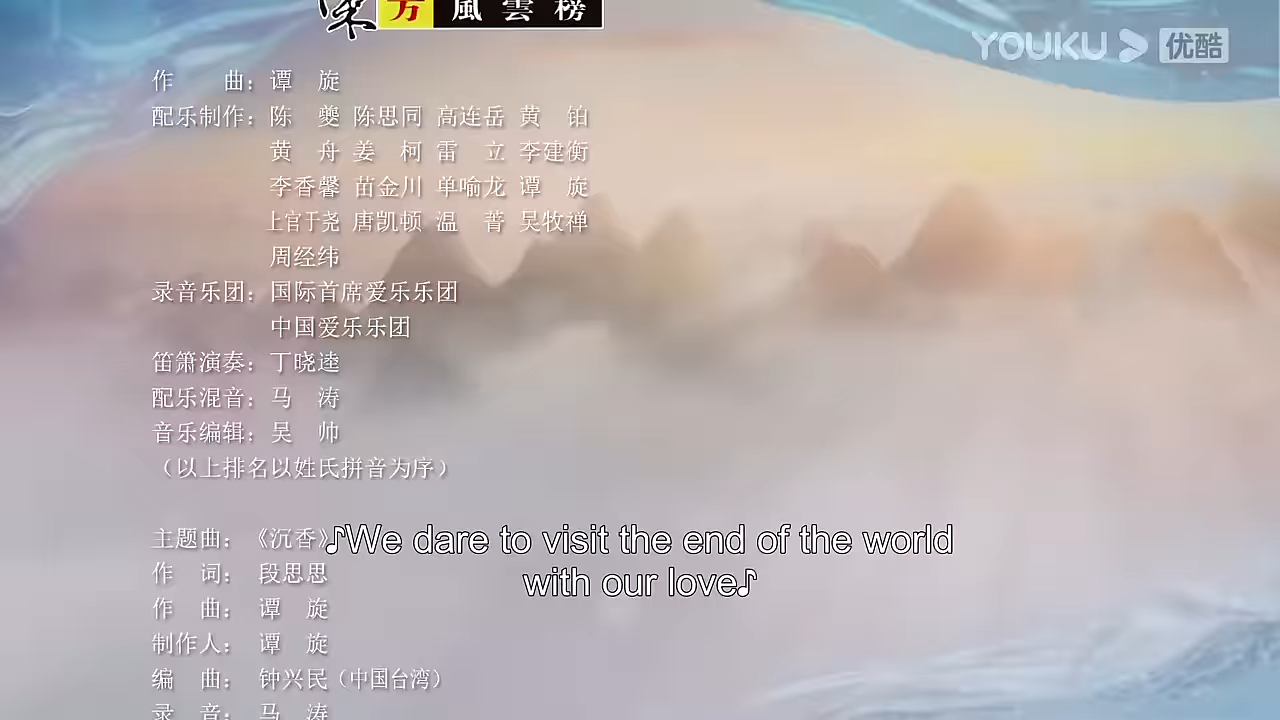 方 風雲榜
YOUKU 优酷
作 曲：谭 旋
配乐制作：陈 夔 陈思同 高连岳 黄 铂
黄 舟 姜 柯 雷 立 李建衡
李香馨 苗金川 单喻龙 谭 旋
上官于尧 唐凯顿 温 菁 吴牧禅
周经纬
录音乐团：国际首席爱乐乐团
中国爱乐乐团
笛箫演奏：丁晓逵
配乐混音：马 涛
音乐编辑：吴 帅
（以上排名以姓氏拼音为序）
主题曲：《沉香》
♪We dare to visit the end of the world
作 词： 段思思
with our love♪
作 曲： 谭 旋
制作人： 谭 旋
编 曲： 钟兴民（中国台湾）
录 音： 马 涛